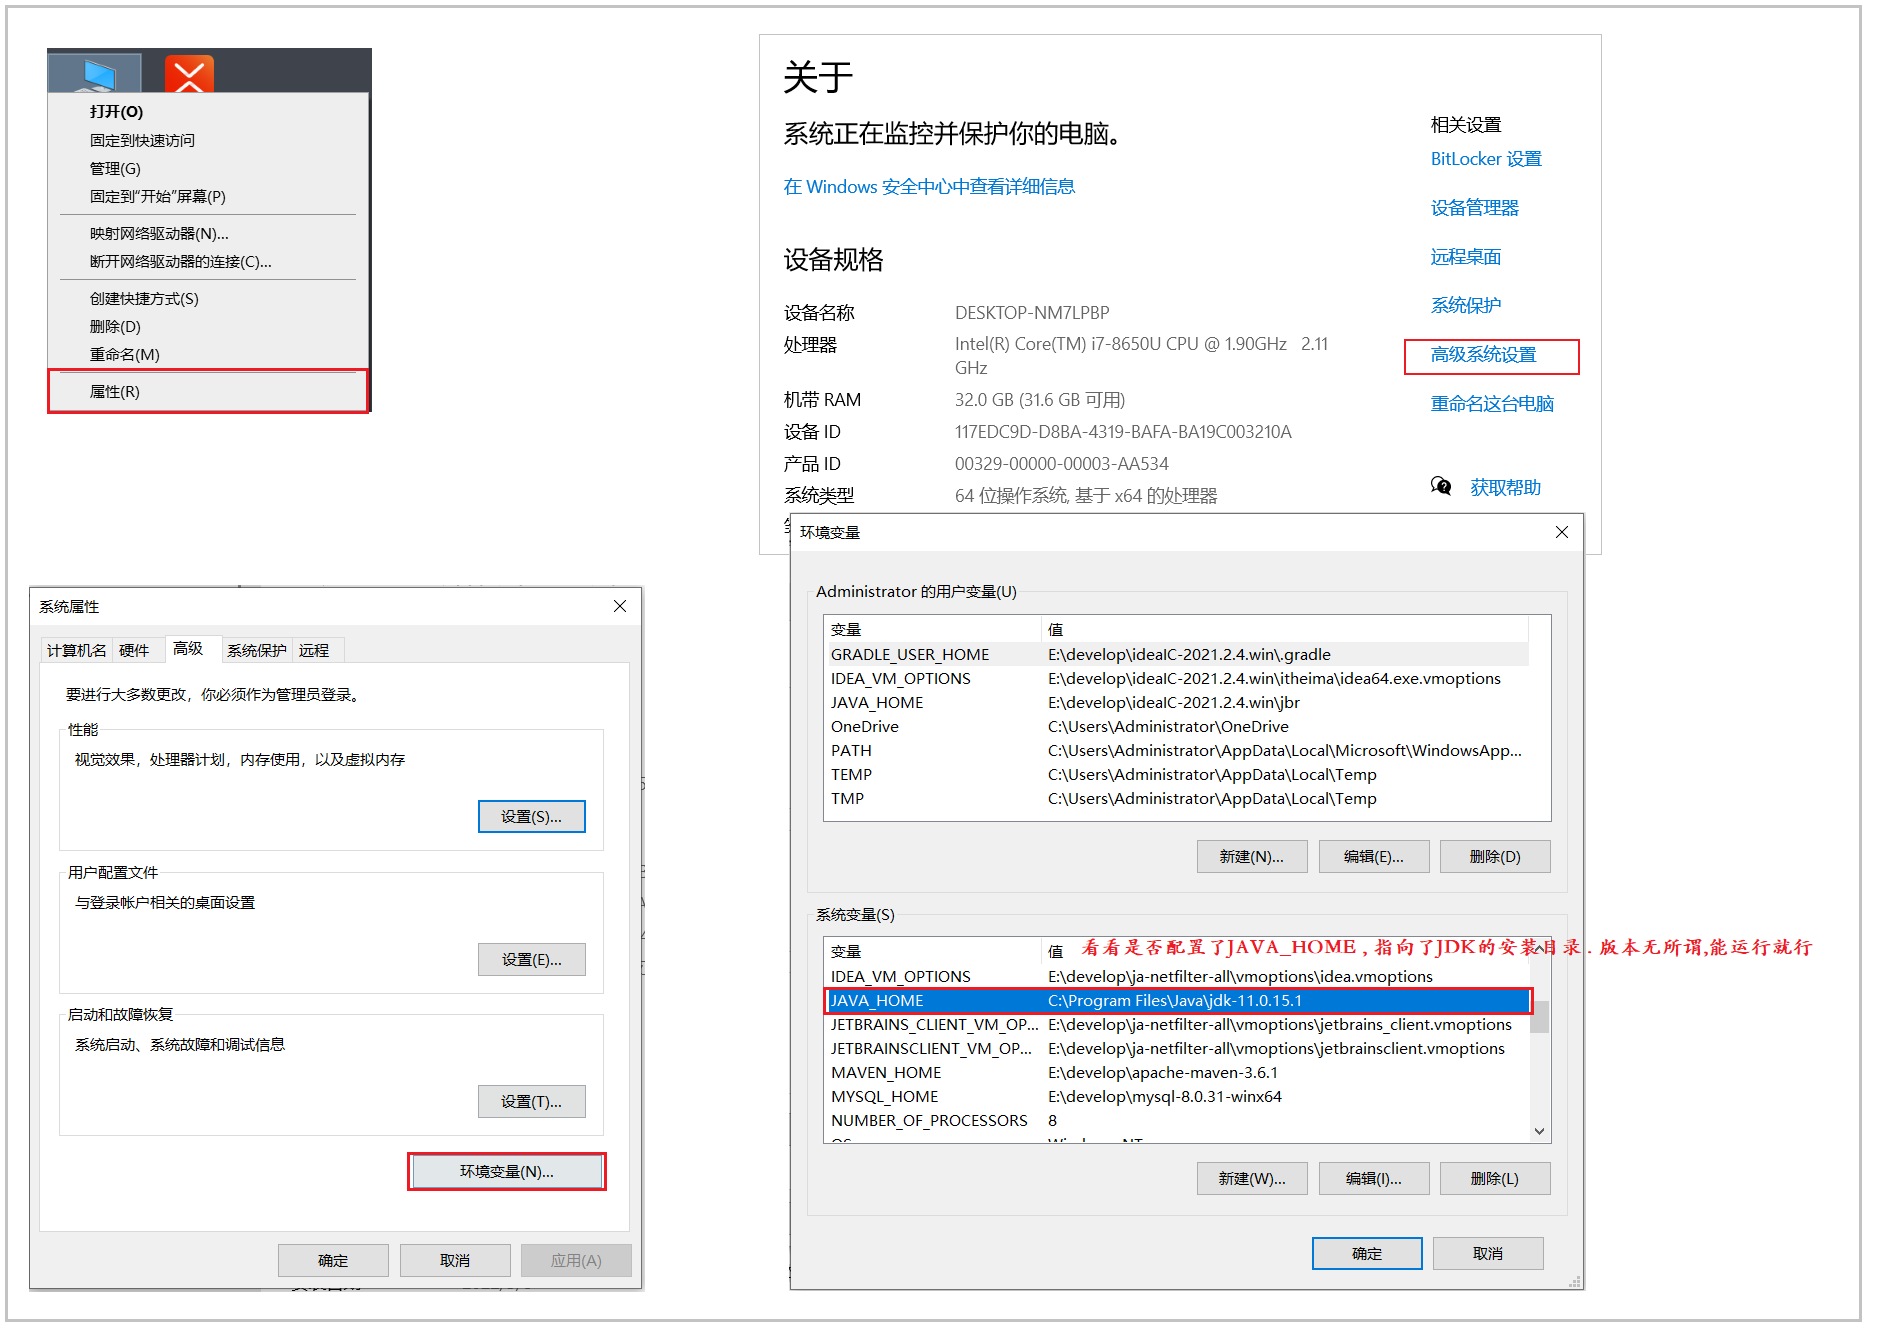 打开(O)
固定到快速访问
管理(G)
固定到“开始”屏幕(P)
映射网络驱动器(N)...
断开网络驱动器的连接(C)...
创建快捷方式(S)
删除(D)
重命名(M)
属性(R)
关于
系统正在监控并保护你的电脑。
在 Windows 安全中心中查看详细信息
设备规格
设备名称 DESKTOP-NM7LPBP
处理器 Intel(R) Core(TM) i7-8650U CPU @ 1.90GHz 2.11
GHz
机带 RAM 32.0 GB (31.6 GB 可用)
设备 ID 117EDC9D-D8BA-4319-BAFA-BA19C003210A
产品 ID 00329-00000-00003-AA534
系统类型 64 位操作系统, 基于 x64 的处理器
相关设置
BitLocker 设置
设备管理器
远程桌面
系统保护
高级系统设置
重命名这台电脑
获取帮助
系统属性
计算机名 硬件 高级 系统保护 远程
要进行大多数更改，你必须作为管理员登录。
性能
视觉效果，处理器计划，内存使用，以及虚拟内存
设置(S)...
用户配置文件
与登录帐户相关的桌面设置
设置(E)...
启动和故障恢复
系统启动、系统故障和调试信息
设置(T)...
环境变量(N)...
确定 取消 应用(A)
环境变量
Administrator 的用户变量(U)
变量 值
GRADLE_USER_HOME E:\develop\ideaIC-2021.2.4.win\.gradle
IDEA_VM_OPTIONS E:\develop\ideaIC-2021.2.4.win\itheima\idea64.exe.vmoptions
JAVA_HOME E:\develop\ideaIC-2021.2.4.win\jbr
OneDrive C:\Users\Administrator\OneDrive
PATH C:\Users\Administrator\AppData\Local\Microsoft\WindowsApp...
TEMP C:\Users\Administrator\AppData\Local\Temp
TMP C:\Users\Administrator\AppData\Local\Temp
新建(N)... 编辑(E)... 删除(D)
系统变量(S)
变量 值 看看是否配置了JAVA_HOME , 指向了JDK的安装目录 . 版本无所谓,能运行就行
IDEA_VM_OPTIONS E:\develop\ja-netfilter-all\vmoptions\idea.vmoptions
JAVA_HOME C:\Program Files\Java\jdk-11.0.15.1
JETBRAINS_CLIENT_VM_OP... E:\develop\ja-netfilter-all\vmoptions\jetbrains_client.vmoptions
JETBRAINSCLIENT_VM_OP... E:\develop\ja-netfilter-all\vmoptions\jetbrainsclient.vmoptions
MAVEN_HOME E:\develop\apache-maven-3.6.1
MYSQL_HOME E:\develop\mysql-8.0.31-winx64
NUMBER_OF_PROCESSORS 8
新建(W)... 编辑(I)... 删除(L)
确定 取消